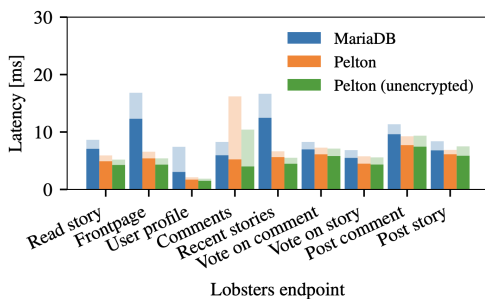 30
20
10
0
Latency [ms]
MariaDB
Pelton
Pelton (unencrypted)
Read story
Frontpage
User profile
Comments
Recent stories
Vote on comment
Vote on story
Post comment
Post story
Lobsters endpoint